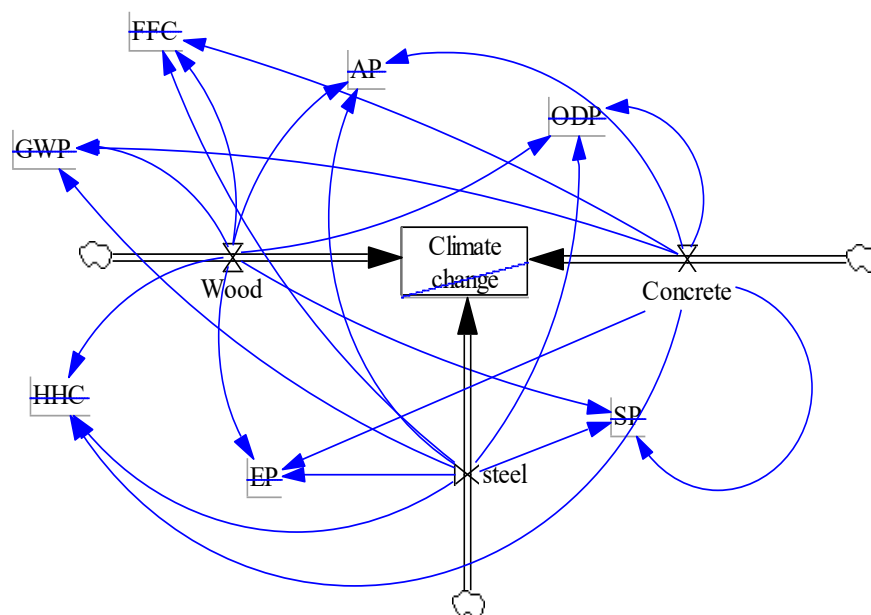 FFC
AP
ODP
GWP
Climate
change
Wood
Concrete
HHC
SP
EP
steel